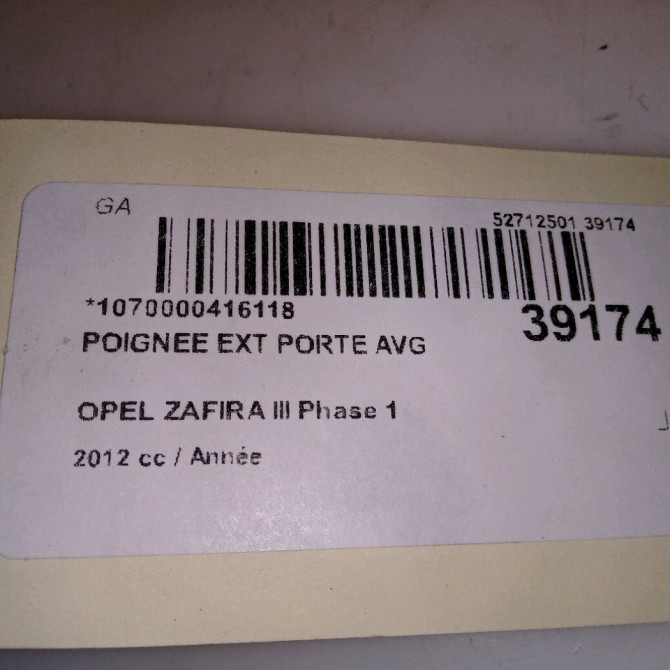 GA
52712501 39174
*1070000416118
39174
POIGNEE EXT PORTE AVG
OPEL ZAFIRA III Phase 1
2012 cc / Année